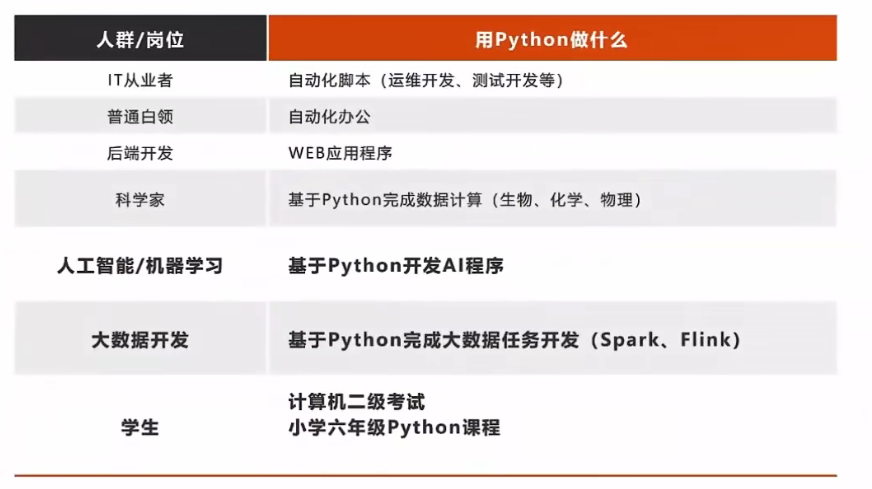 人群/岗位 用Python做什么
IT从业者 自动化脚本（运维开发、测试开发等）
普通白领 自动化办公
后端开发 WEB应用程序
科学家 基于Python完成数据计算（生物、化学、物理）
人工智能/机器学习 基于Python开发AI程序
大数据开发 基于Python完成大数据任务开发（Spark、Flink）
计算机二级考试
学生 小学六年级Python课程